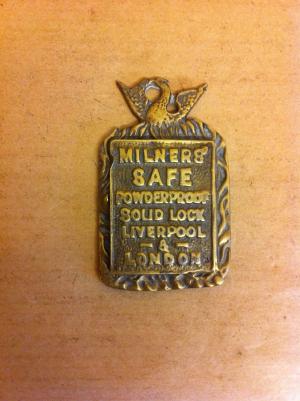 MILNERS'
SAFE
POWDERPROOF
SOLID LOCK
LIVERPOOL
&
LONDON